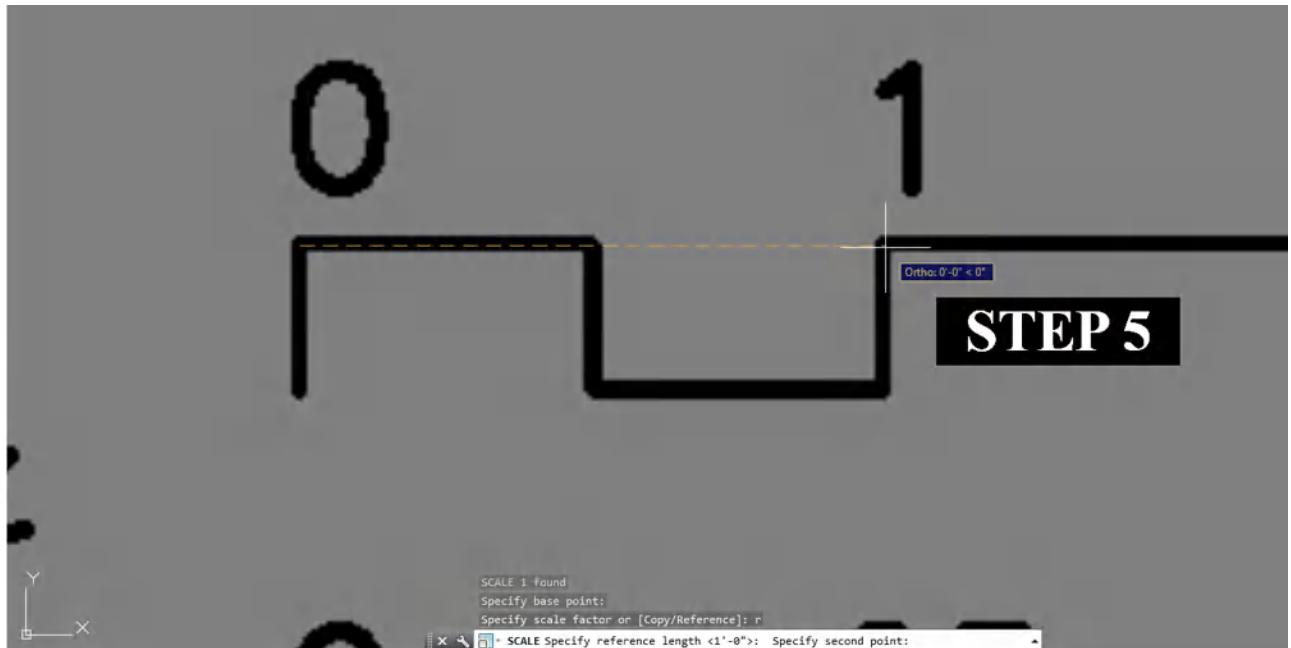 0 1
Ortho: 0'-0" < 0°
STEP 5
Y
X
SCALE 1 found
Specify base point:
Specify scale factor or [Copy/Reference]: r
SCALE Specify reference length <1'-0">: Specify second point: